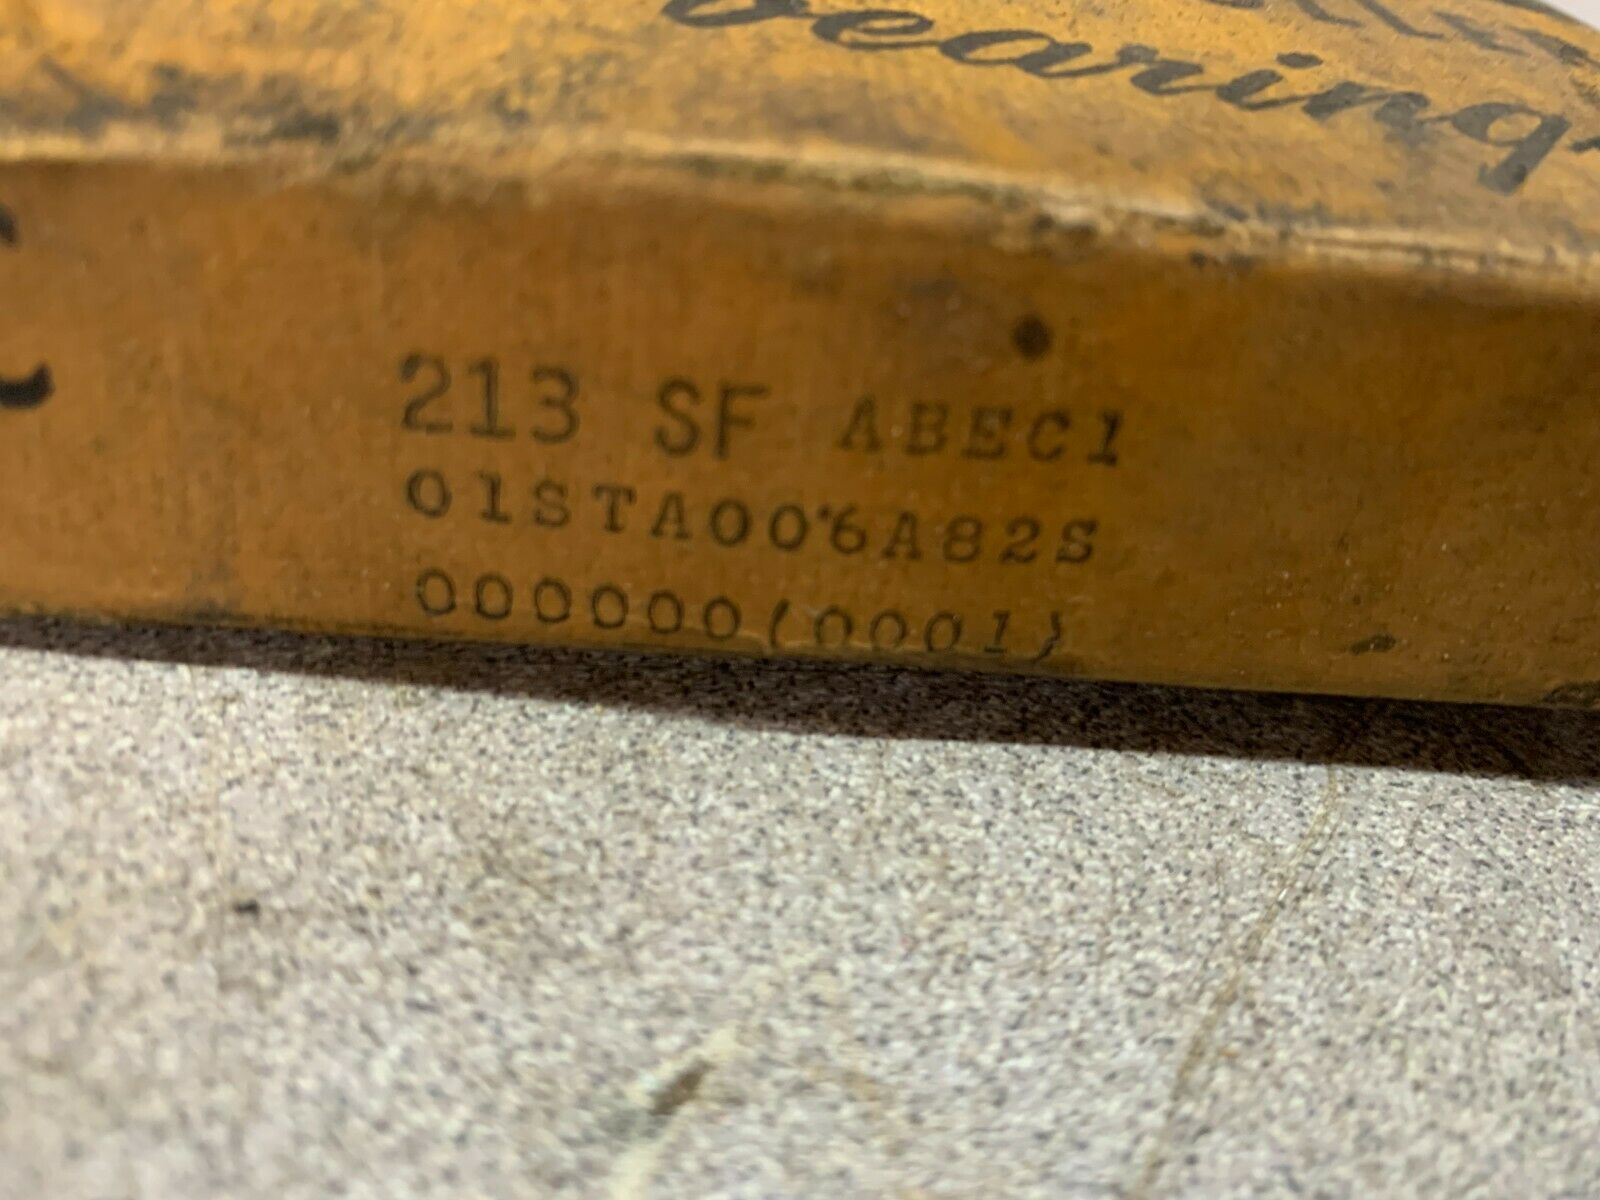 bearing
213 SF ABEC1
01STA006A82S
000000(0001)